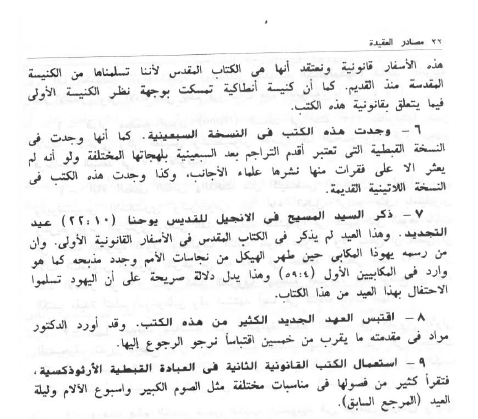 ٢٢ مصادر العقيدة
هذه الأسفار قانونية ونعتقد أنها هى الكتاب المقدس لأننا تسلمناها من الكنيسة
المقدسة منذ القديم. كما أن كنيسة أنطاكية تمسكت بوجهة نظر الكنيسة الأولى
فيما يتعلق بقانونية هذه الكتب.
٦ - وجدت هذه الكتب فى النسخة السبعينية. كما أنها وجدت فى
النسخة القبطية التى تعتبر أقدم التراجم بعد السبعينية بلهجاتها المختلفة ولو أنه لم
يعثر الا على فقرات منها نشرها علماء الأجانب، وكذا وجدت هذه الكتب فى
النسخة اللاتينية القديمة.
٧ - ذكر السيد المسيح فى الانجيل للقديس يوحنا (٢٢:١٠) عيد
التجديد. وهذا العيد لم يذكر فى الكتاب المقدس فى الأسفار القانونية الأولى. وان
من رسمه يهوذا المكابى حين طهر الهيكل من نجاسات الأمم وجدد مذبحه كما هو
وارد فى المكابيين الأول (٥٩:٤) وهذا يدل دلالة صريحة على أن اليهود تسلموا
الاحتفال بهذا العيد من هذا الكتاب.
٨ - اقتبس العهد الجديد الكثير من هذه الكتب. وقد أورد الدكتور
مراد فى مقدمته ما يقرب من خمسين اقتباساً نرجو الرجوع إليها.
٩ - استعمال الكتب القانونية الثانية فى العبادة القبطية الأرثوذكسية،
فتقرأ كثير من فصولها فى مناسبات مختلفة مثل الصوم الكبير واسبوع الآلام وليلة
العيد (المرجع السابق).